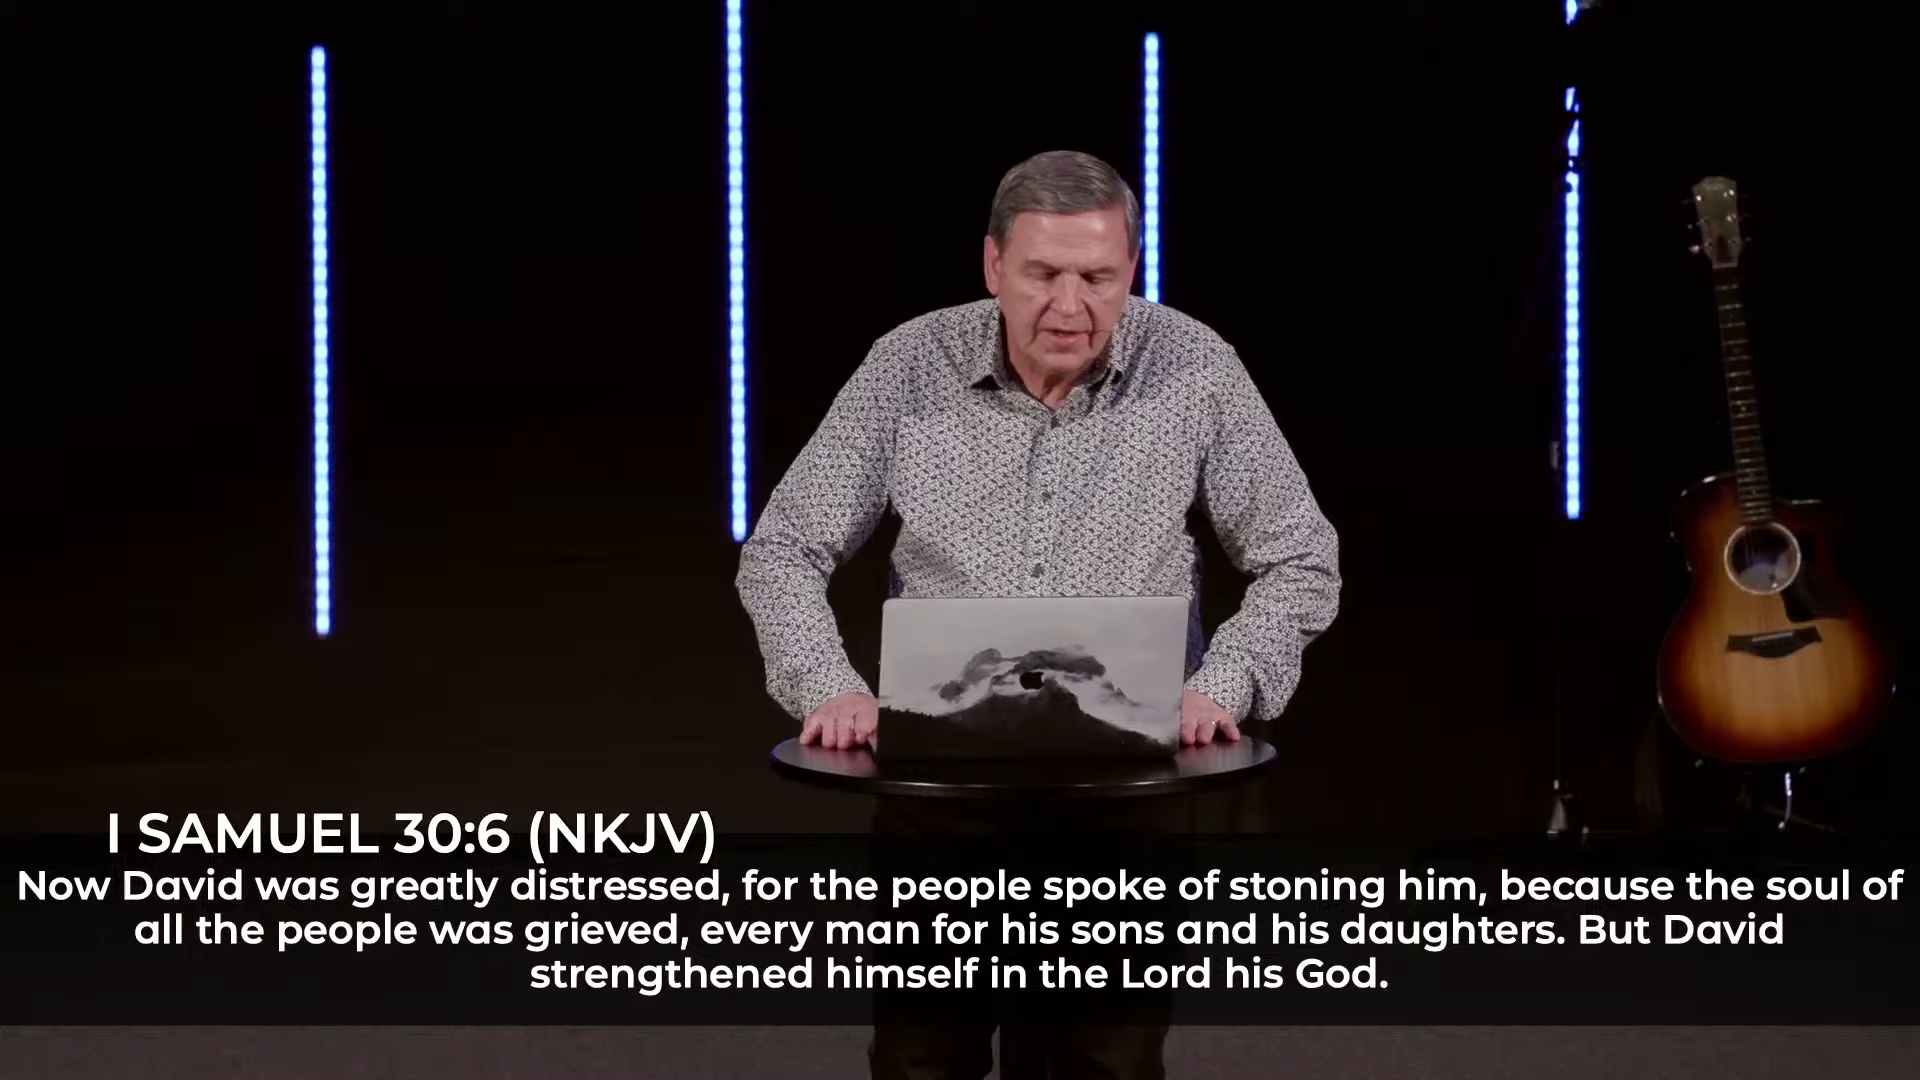 I SAMUEL 30:6 (NKJV)
Now David was greatly distressed, for the people spoke of stoning him, because the soul of
all the people was grieved, every man for his sons and his daughters. But David
strengthened himself in the Lord his God.